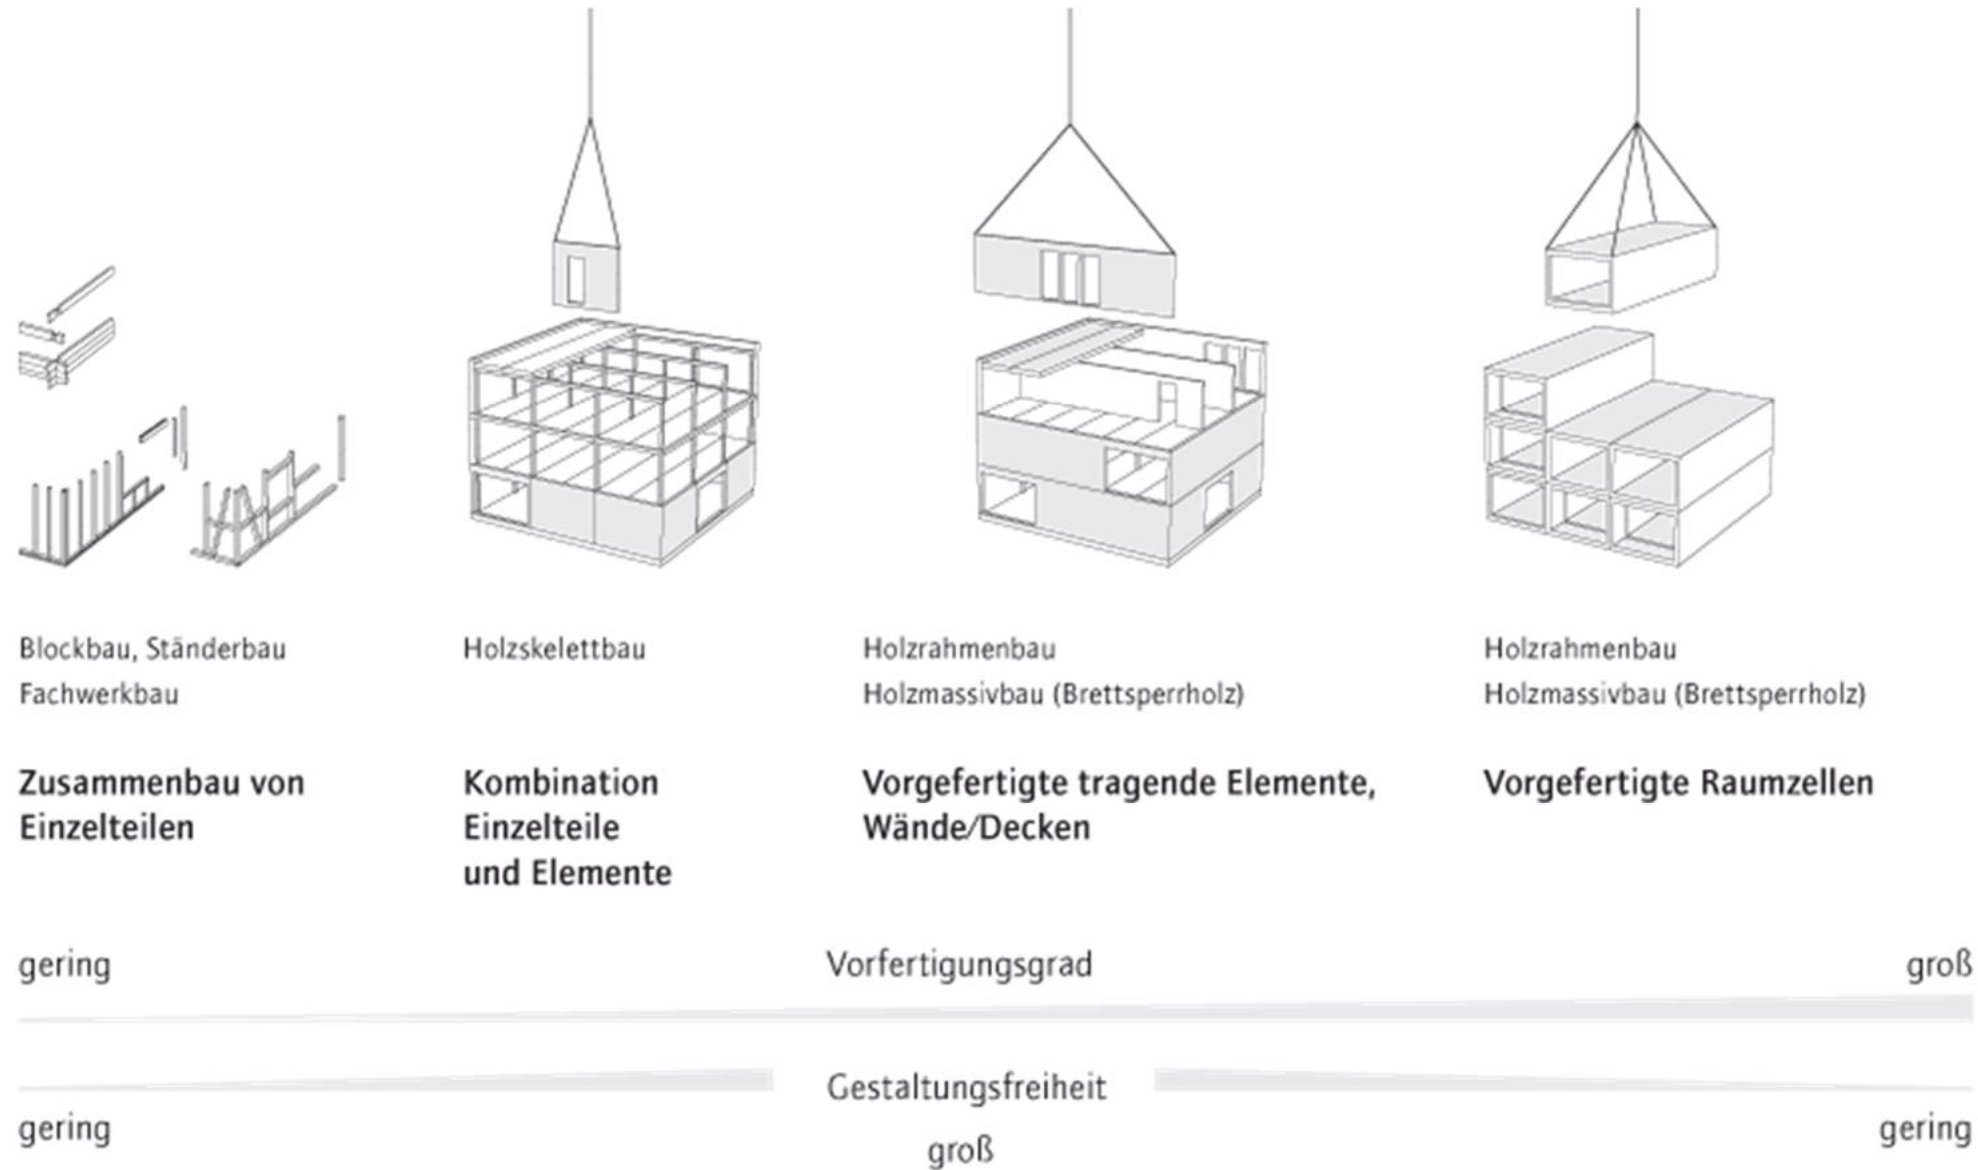 Blockbau, Ständerbau
Fachwerkbau
Zusammenbau von
Einzelteilen
Holzskelettbau
Kombination
Einzelteile
und Elemente
Holzrahmenbau
Holzmassivbau (Brettsperrholz)
Vorgefertigte tragende Elemente,
Wände/Decken
Holzrahmenbau
Holzmassivbau (Brettsperrholz)
Vorgefertigte Raumzellen
gering
Vorfertigungsgrad
groß
Gestaltungsfreiheit
gering
groß
gering